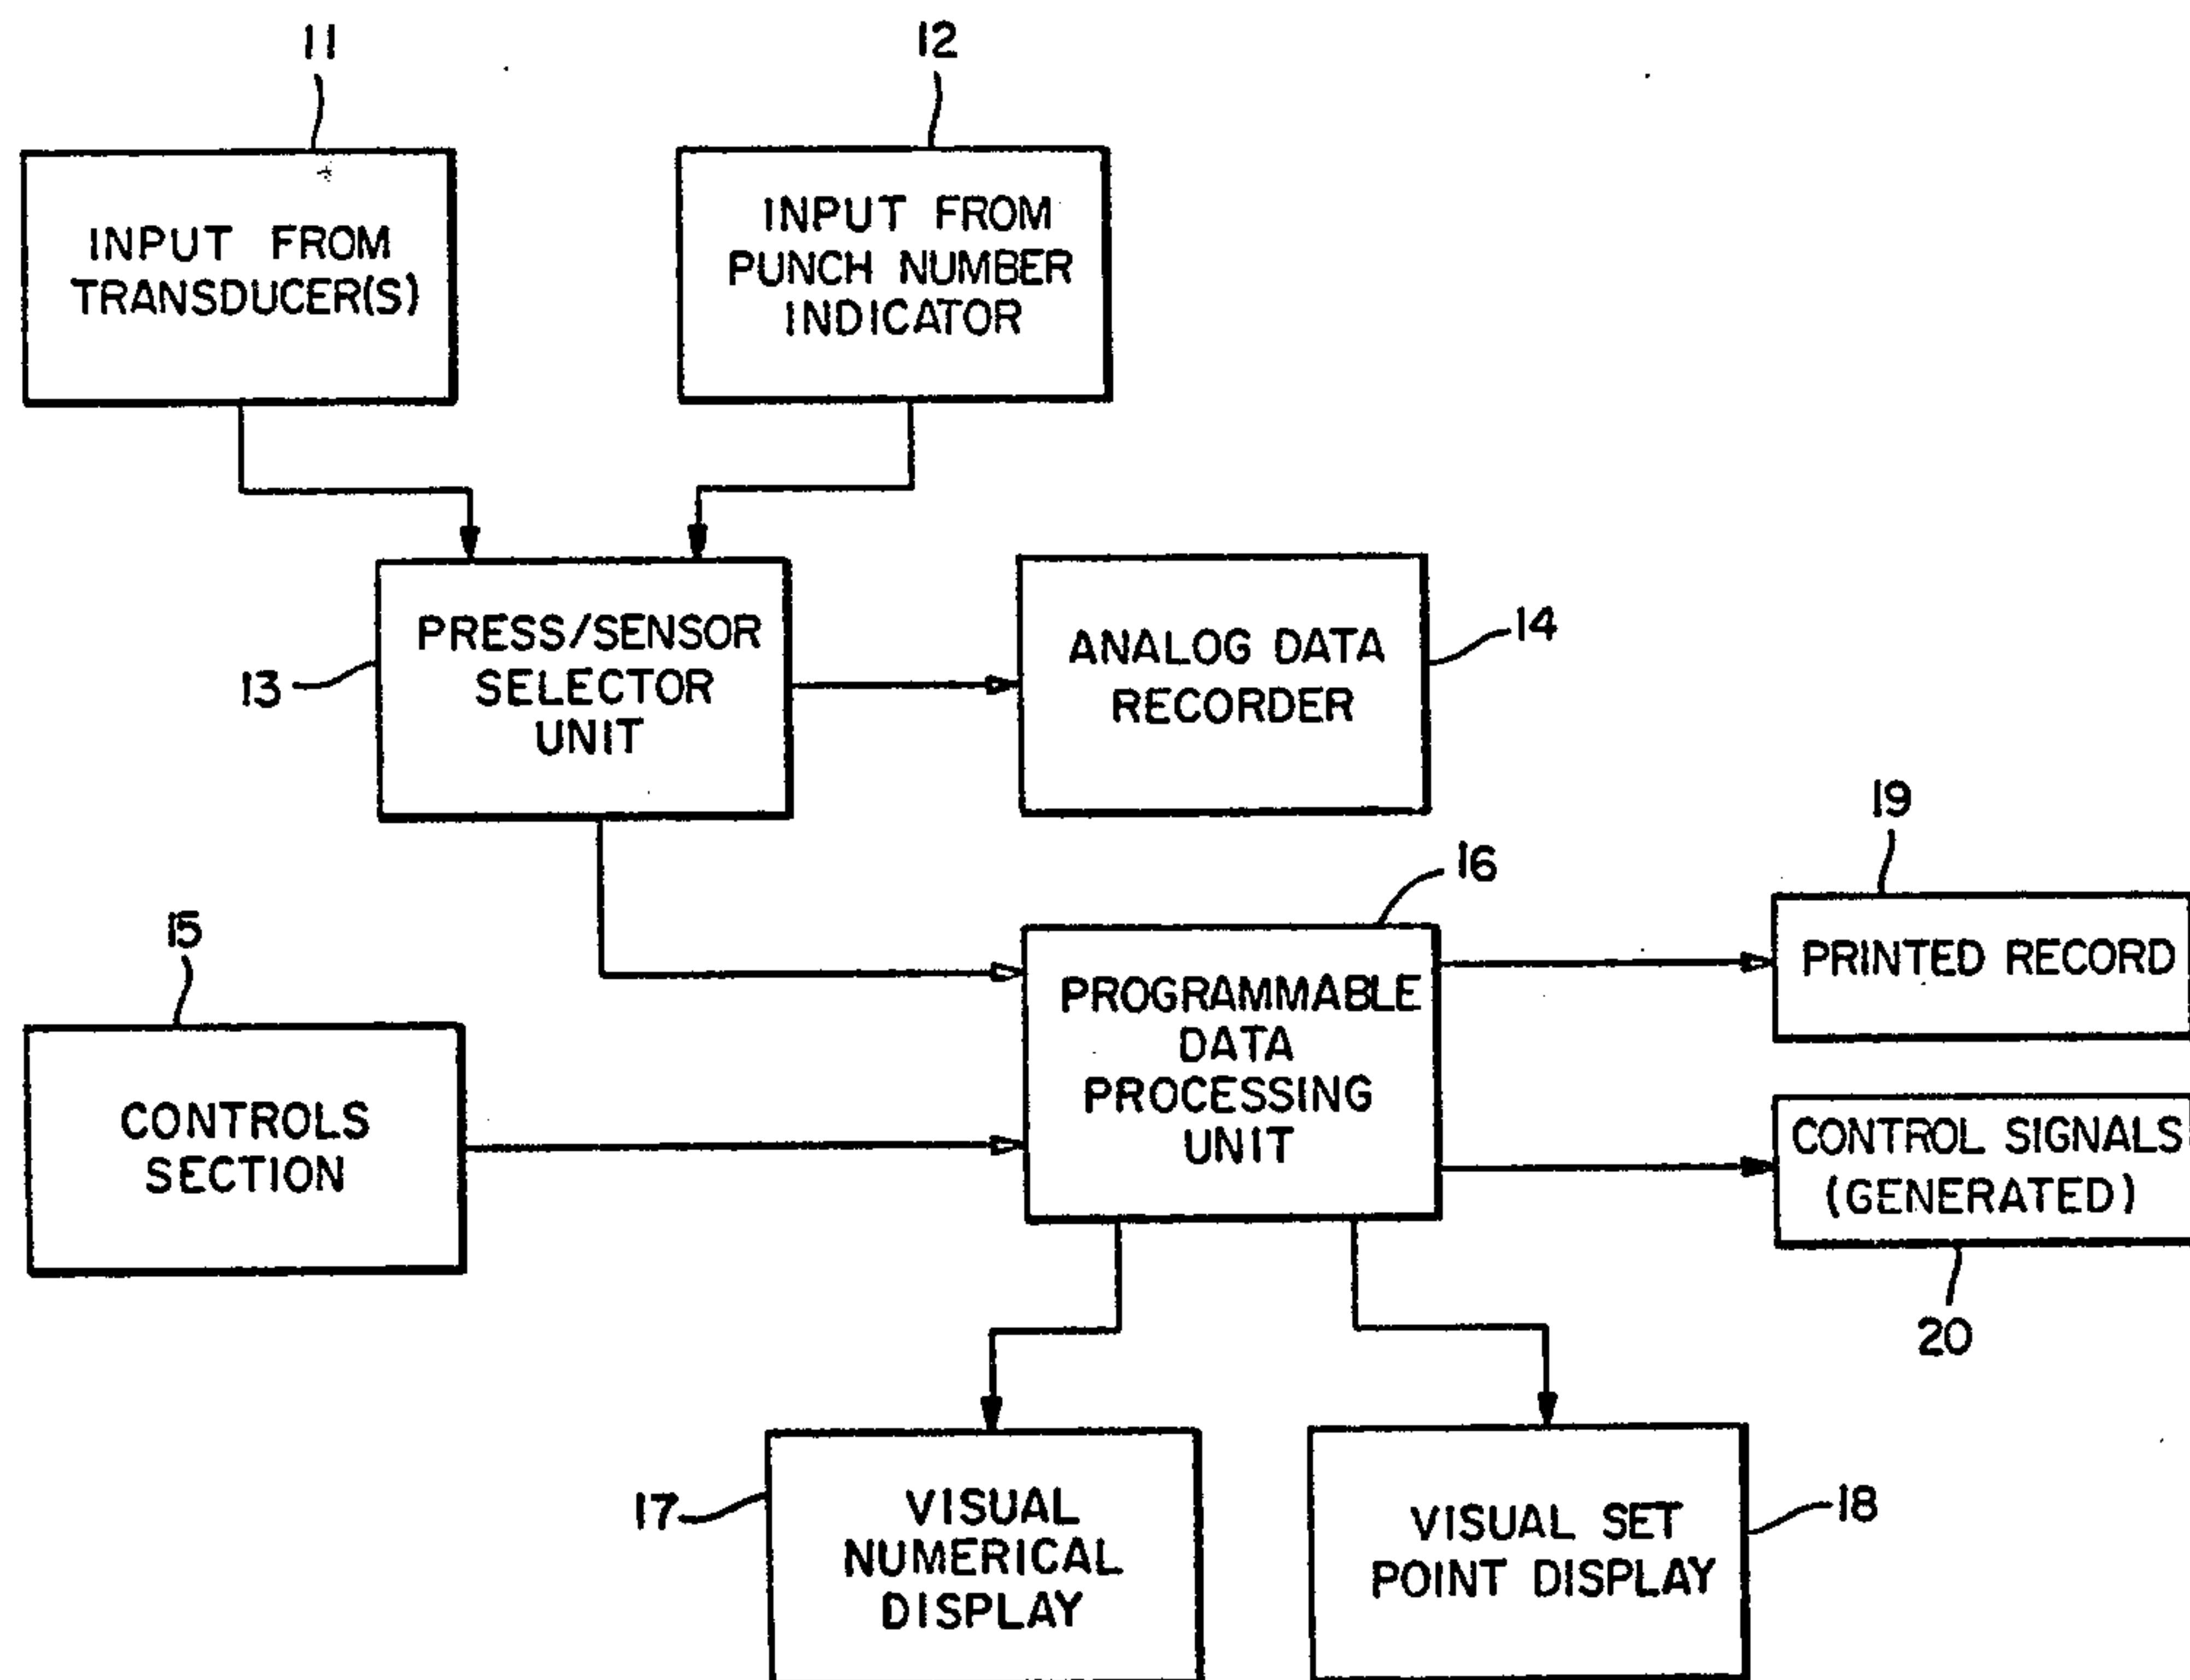 11
12
INPUT FROM
TRANSDUCER(S)
INPUT FROM
PUNCH NUMBER
INDICATOR
13
PRESS/SENSOR
SELECTOR
UNIT
ANALOG DATA
RECORDER
14
15
CONTROLS
SECTION
16
PROGRAMMABLE
DATA
PROCESSING
UNIT
19
PRINTED RECORD
CONTROL SIGNALS
(GENERATED)
20
17
VISUAL
NUMERICAL
DISPLAY
VISUAL SET
POINT DISPLAY
18